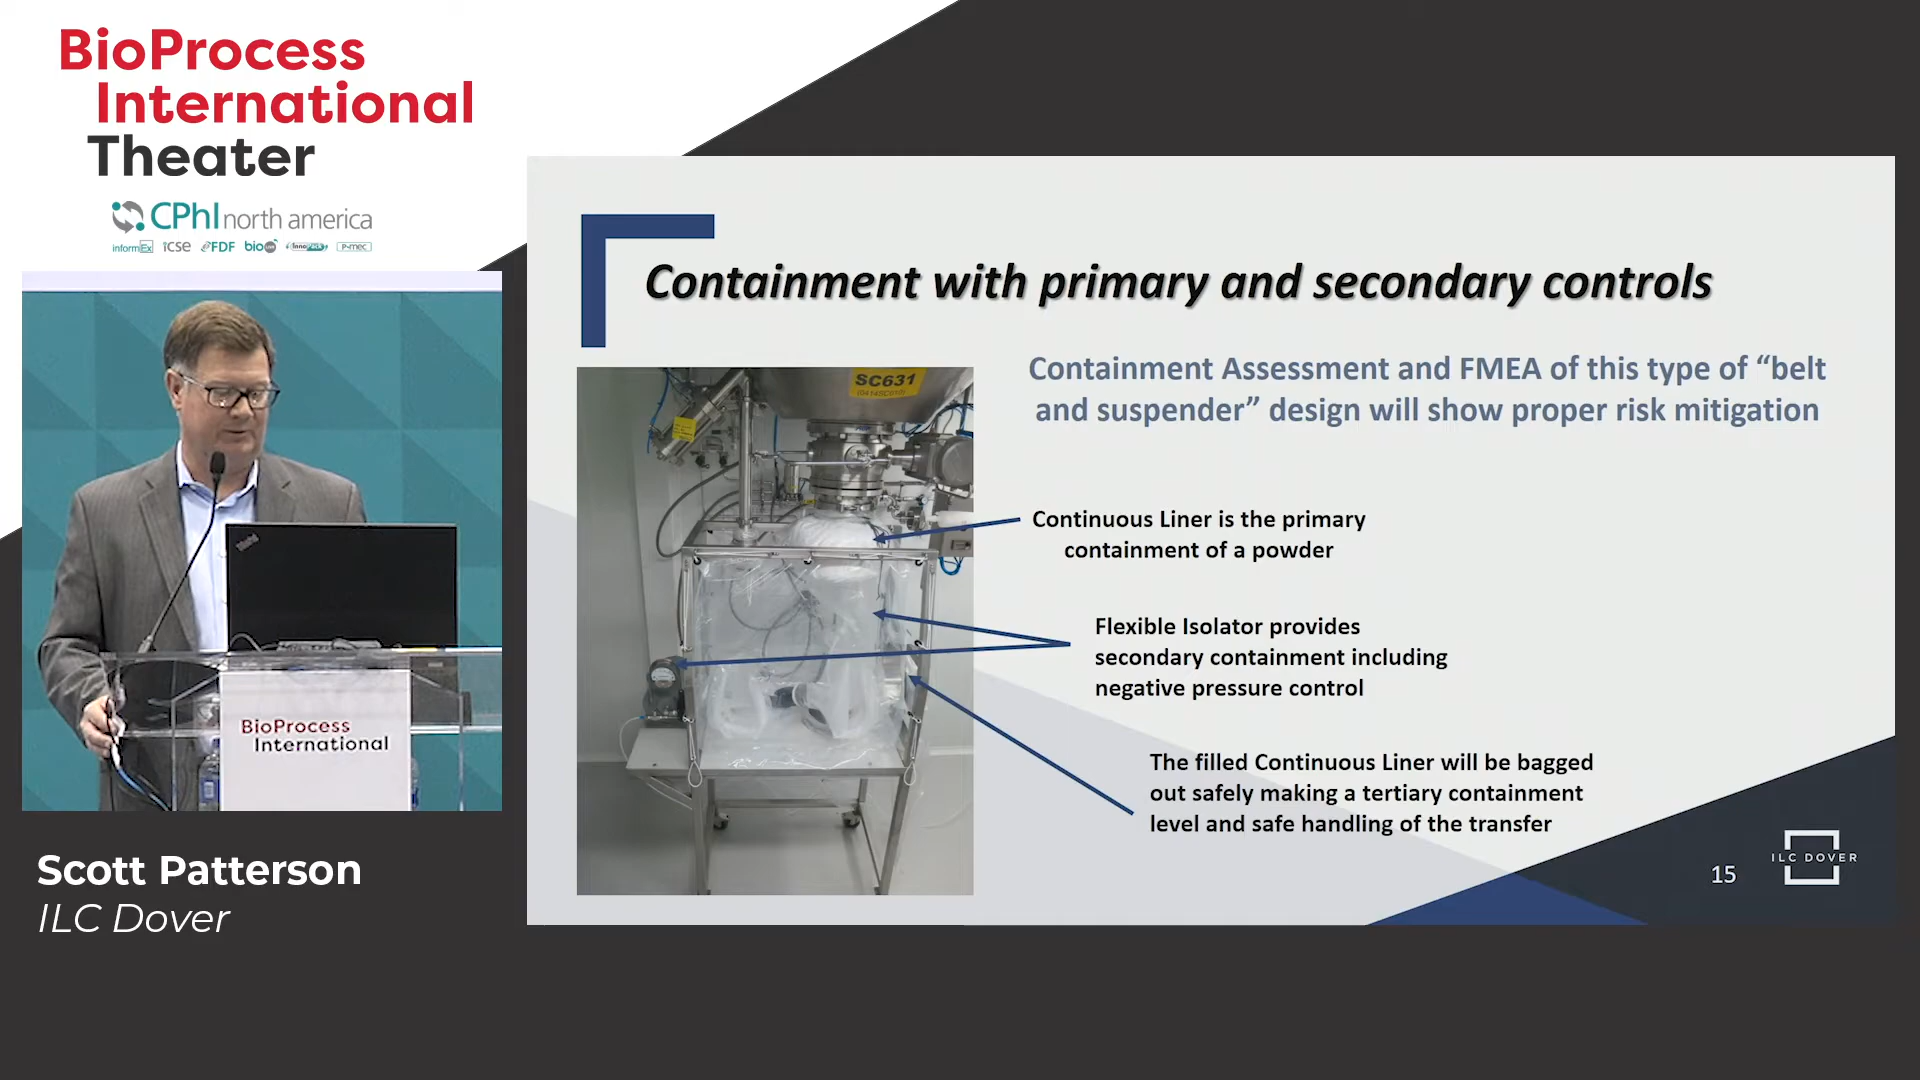 BioProcess
International
Theater
CPhI north america
informEx icse FDF bio InnoPack P-mec
BioProcess
International
Scott Patterson
ILC Dover
Containment with primary and secondary controls
Containment Assessment and FMEA of this type of “belt
and suspender” design will show proper risk mitigation
SC631
Continuous Liner is the primary
containment of a powder
Flexible Isolator provides
secondary containment including
negative pressure control
The filled Continuous Liner will be bagged
out safely making a tertiary containment
level and safe handling of the transfer
15
ILC DOVER